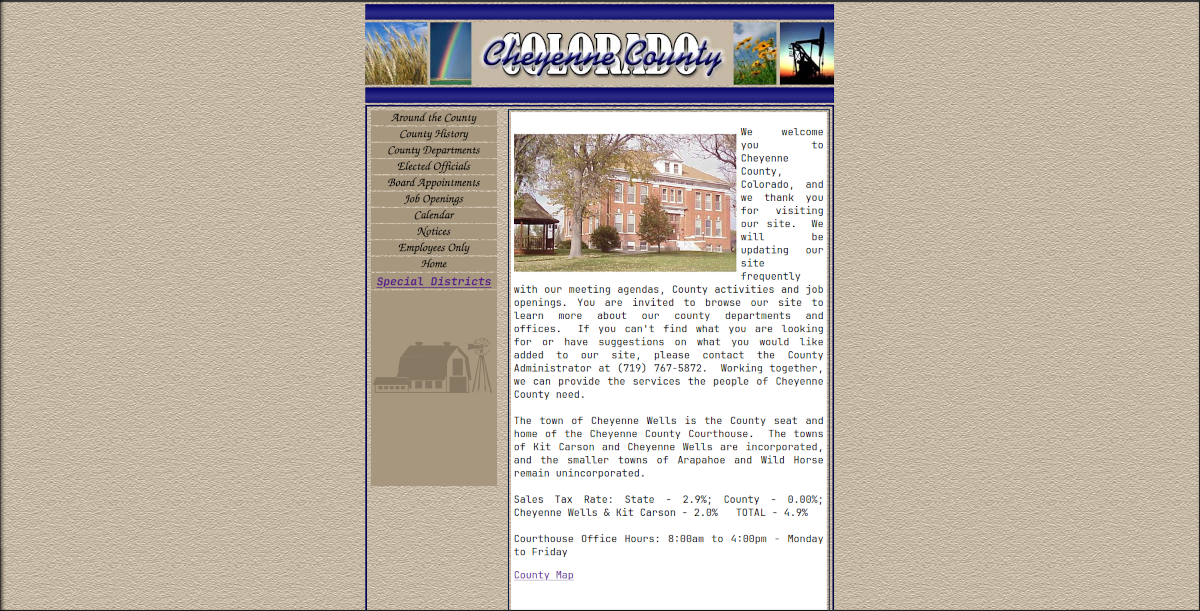 COLORADO
Cheyenne County
Around the County
County History
County Departments
Elected Officials
Board Appointments
Job Openings
Calendar
Notices
Employees Only
Home
Special Districts
We welcome
you to
Cheyenne
County,
Colorado, and
we thank you
for visiting
our site. We
will be
updating our
site
frequently
with our meeting agendas, County activities and job
openings. You are invited to browse our site to
learn more about our county departments and
offices. If you can't find what you are looking
for or have suggestions on what you would like
added to our site, please contact the County
Administrator at (719) 767-5872. Working together,
we can provide the services the people of Cheyenne
County need.
The town of Cheyenne Wells is the County seat and
home of the Cheyenne County Courthouse. The towns
of Kit Carson and Cheyenne Wells are incorporated,
and the smaller towns of Arapahoe and Wild Horse
remain unincorporated.
Sales Tax Rate: State - 2.9%; County - 0.00%;
Cheyenne Wells & Kit Carson - 2.0% TOTAL - 4.9%
Courthouse Office Hours: 8:00am to 4:00pm - Monday
to Friday
County Map